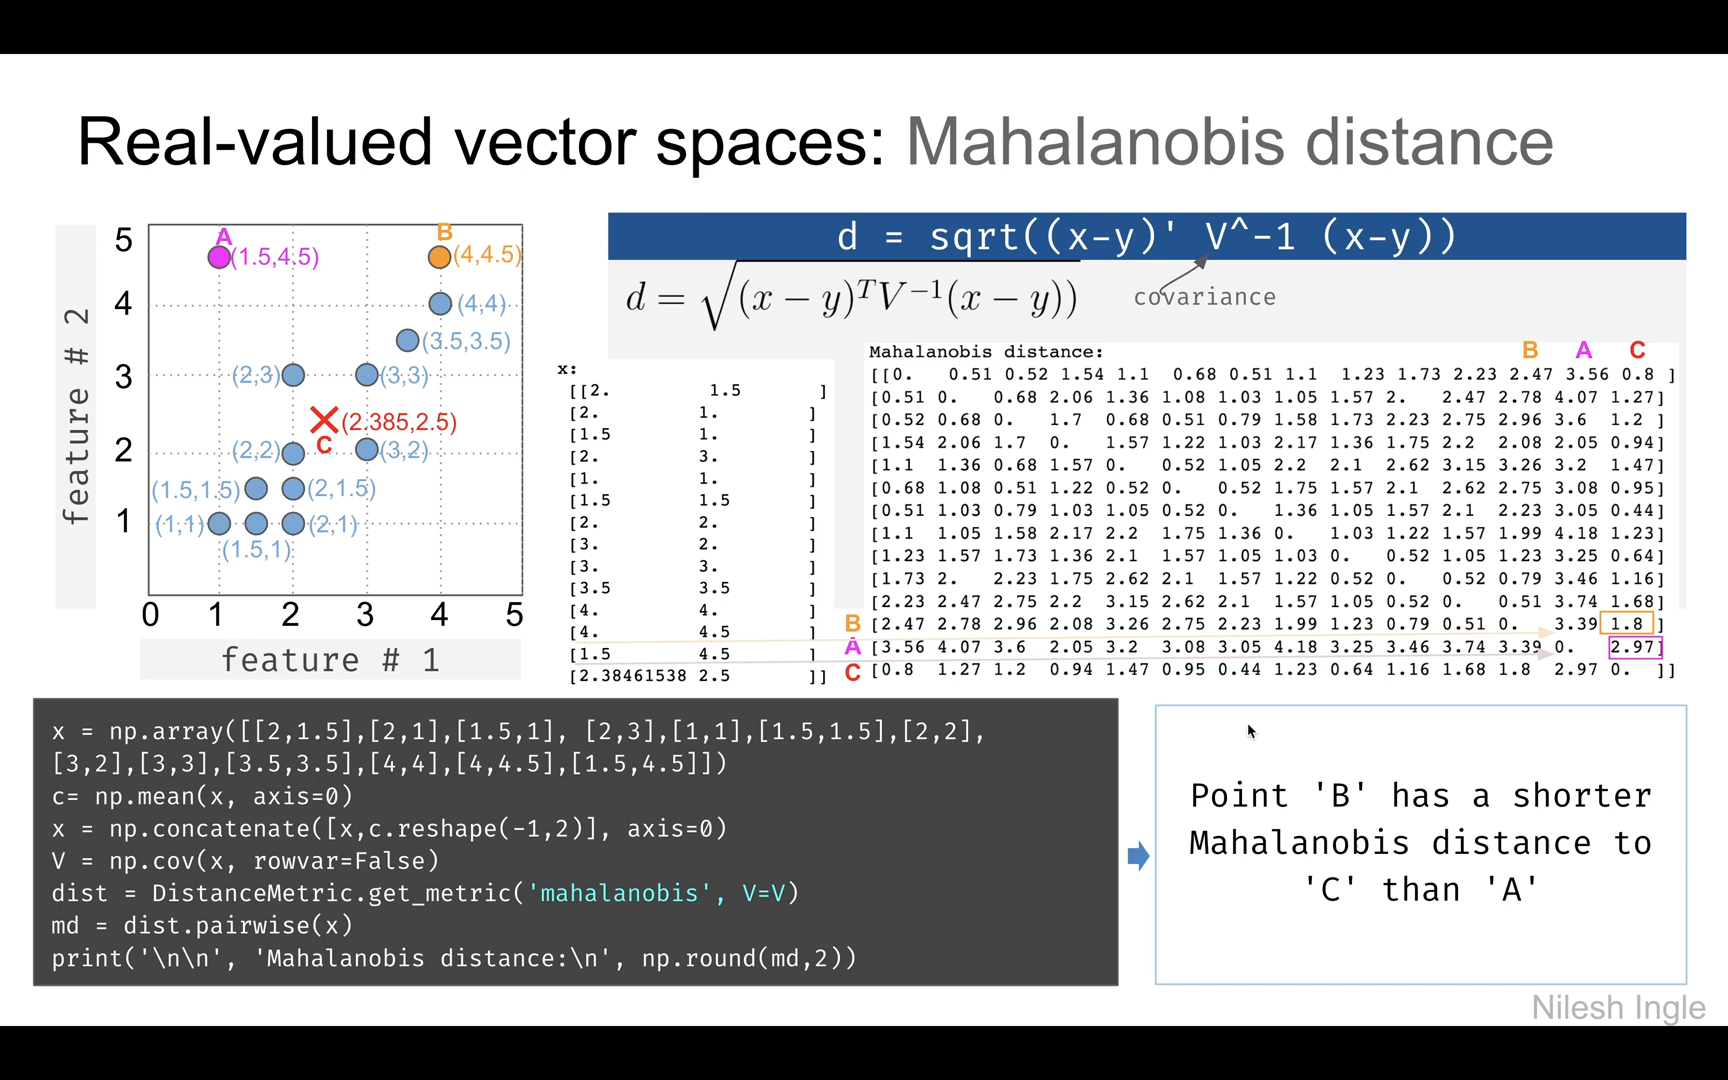 Real-valued vector spaces: Mahalanobis distance
feature # 2
5
4
3
2
1
0 1 2 3 4 5
feature # 1
A
(1.5,4.5)
B
(4,4.5)
(4,4)
(3.5,3.5)
(2,3)
(3,3)
(2.385,2.5)
C
(2,2)
(3,2)
(1.5,1.5)
(2,1.5)
(1,1)
(2,1)
(1.5,1)
d = sqrt((x-y)' V^-1 (x-y))
d = √(x − y)ᵀV⁻¹(x − y))
covariance
x:
[[2. 1.5 ]
[2. 1. ]
[1.5 1. ]
[2. 3. ]
[1. 1. ]
[1.5 1.5 ]
[2. 2. ]
[3. 2. ]
[3. 3. ]
[3.5 3.5 ]
[4. 4. ]
[4. 4.5 ]
[1.5 4.5 ]
[2.38461538 2.5 ]]
Mahalanobis distance:
B A C
[[0. 0.51 0.52 1.54 1.1 0.68 0.51 1.1 1.23 1.73 2.23 2.47 3.56 0.8 ]
[0.51 0. 0.68 2.06 1.36 1.08 1.03 1.05 1.57 2. 2.47 2.78 4.07 1.27]
[0.52 0.68 0. 1.7 0.68 0.51 0.79 1.58 1.73 2.23 2.75 2.96 3.6 1.2 ]
[1.54 2.06 1.7 0. 1.57 1.22 1.03 2.17 1.36 1.75 2.2 2.08 2.05 0.94]
[1.1 1.36 0.68 1.57 0. 0.52 1.05 2.2 2.1 2.62 3.15 3.26 3.2 1.47]
[0.68 1.08 0.51 1.22 0.52 0. 0.52 1.75 1.57 2.1 2.62 2.75 3.08 0.95]
[0.51 1.03 0.79 1.03 1.05 0.52 0. 1.36 1.05 1.57 2.1 2.23 3.05 0.44]
[1.1 1.05 1.58 2.17 2.2 1.75 1.36 0. 1.03 1.22 1.57 1.99 4.18 1.23]
[1.23 1.57 1.73 1.36 2.1 1.57 1.05 1.03 0. 0.52 1.05 1.23 3.25 0.64]
[1.73 2. 2.23 1.75 2.62 2.1 1.57 1.22 0.52 0. 0.52 0.79 3.46 1.16]
[2.23 2.47 2.75 2.2 3.15 2.62 2.1 1.57 1.05 0.52 0. 0.51 3.74 1.68]
B [2.47 2.78 2.96 2.08 3.26 2.75 2.23 1.99 1.23 0.79 0.51 0. 3.39 1.8 ]
A [3.56 4.07 3.6 2.05 3.2 3.08 3.05 4.18 3.25 3.46 3.74 3.39 0. 2.97]
C [0.8 1.27 1.2 0.94 1.47 0.95 0.44 1.23 0.64 1.16 1.68 1.8 2.97 0. ]]
x = np.array([[2,1.5],[2,1],[1.5,1], [2,3],[1,1],[1.5,1.5],[2,2],
[3,2],[3,3],[3.5,3.5],[4,4],[4,4.5],[1.5,4.5]])
c= np.mean(x, axis=0)
x = np.concatenate([x,c.reshape(-1,2)], axis=0)
V = np.cov(x, rowvar=False)
dist = DistanceMetric.get_metric('mahalanobis', V=V)
md = dist.pairwise(x)
print('\n\n', 'Mahalanobis distance:\n', np.round(md,2))
Point 'B' has a shorter
Mahalanobis distance to
'C' than 'A'
Nilesh Ingle